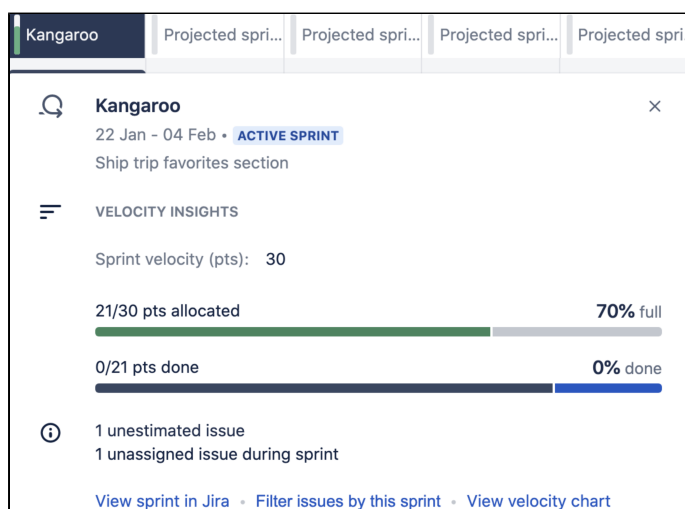 Kangaroo
Projected spri...
Projected spri...
Projected spri...
Projected spri
Kangaroo
22 Jan - 04 Feb • ACTIVE SPRINT
Ship trip favorites section
VELOCITY INSIGHTS
Sprint velocity (pts): 30
21/30 pts allocated 70% full
0/21 pts done 0% done
1 unestimated issue
1 unassigned issue during sprint
View sprint in Jira • Filter issues by this sprint • View velocity chart